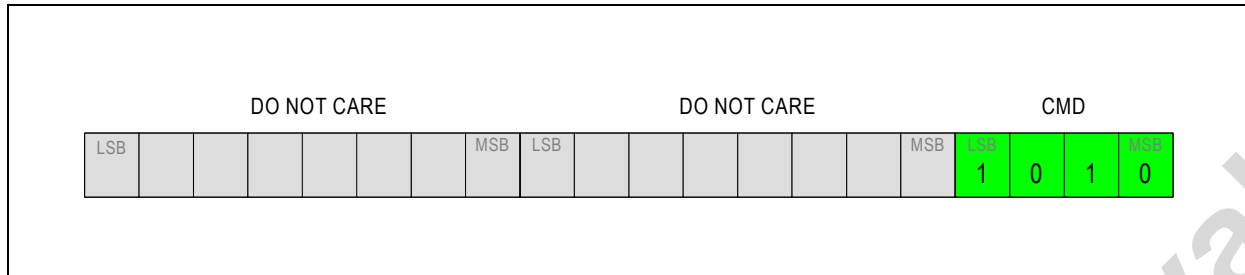 DO NOT CARE DO NOT CARE CMD
LSB MSB LSB MSB LSB MSB
1 0 1 0